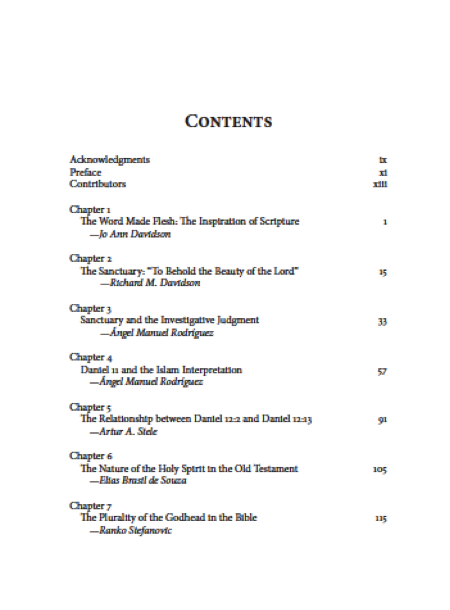 CONTENTS
Acknowledgments ix
Preface xi
Contributors xiii
Chapter 1
The Word Made Flesh: The Inspiration of Scripture 1
—Jo Ann Davidson
Chapter 2
The Sanctuary: "To Behold the Beauty of the Lord" 15
—Richard M. Davidson
Chapter 3
Sanctuary and the Investigative Judgment 33
—Ángel Manuel Rodríguez
Chapter 4
Daniel 11 and the Islam Interpretation 57
—Ángel Manuel Rodríguez
Chapter 5
The Relationship between Daniel 12:2 and Daniel 12:13 91
—Artur A. Stele
Chapter 6
The Nature of the Holy Spirit in the Old Testament 105
—Elias Brasil de Souza
Chapter 7
The Plurality of the Godhead in the Bible 115
—Ranko Stefanovic